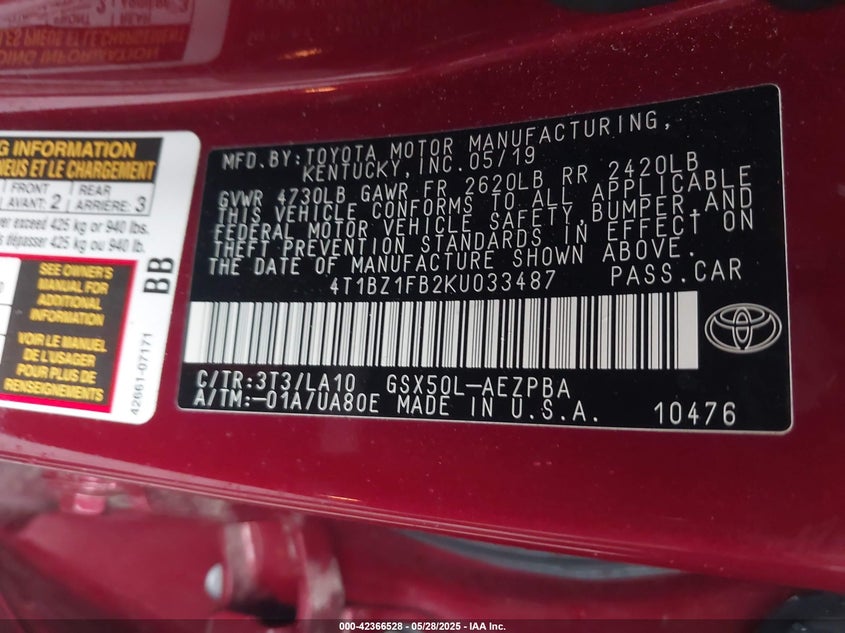 G INFORMATION
NEUS ET LE CHARGEMENT
FRONT
AVANT: 2
REAR
ARRIÈRE: 3
ver exceed 425 kg or 940 lbs.
s dépasser 425 kg ou 940 lb.
SEE OWNER'S
MANUAL FOR
ADDITIONAL
INFORMATION
VOIR LE MANUEL
DE L'USAGER
POUR PLUS DE
RENSEIGNEMENTS
BB
42661-07171
MFD. BY: TOYOTA MOTOR MANUFACTURING,
KENTUCKY, INC. 05/19
GVWR 4730LB GAWR FR 2620LB RR 2420LB
THIS VEHICLE CONFORMS TO ALL APPLICABLE
FEDERAL MOTOR VEHICLE SAFETY, BUMPER, AND
THEFT PREVENTION STANDARDS IN EFFECT ON
THE DATE OF MANUFACTURE SHOWN ABOVE.
4T1BZ1FB2KU033487 PASS. CAR
C/TR: 3T3/LA10 GSX50L-AEZPBA
A/TM: -01A/UA80E MADE IN U.S.A. 10476
000-42366528 - 05/28/2025 - IAA Inc.